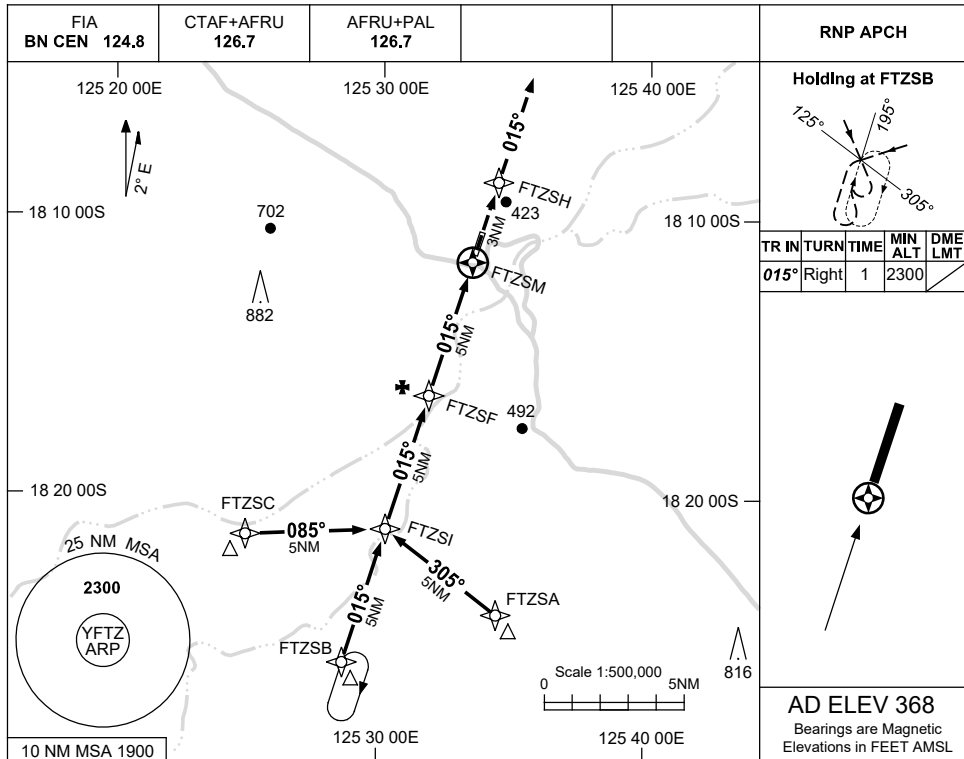 FIA
BN CEN 124.8
CTAF+AFRU
126.7
AFRU+PAL
126.7
RNP APCH
125 20 00E
125 30 00E
125 40 00E
2° E
18 10 00S
18 10 00S
702
882
015°
FTZSH
423
3NM
FTZSM
015°
5NM
FTZSF
492
015°
5NM
18 20 00S
18 20 00S
FTZSC
085°
5NM
FTZSI
305°
5NM
FTZSA
015°
5NM
FTZSB
25 NM MSA
2300
YFTZ
ARP
10 NM MSA 1900
125 30 00E
125 40 00E
Scale 1:500,000
0
5NM
816
Holding at FTZSB
125°
195°
305°
TR IN TURN TIME MIN ALT DME LMT
015° Right 1 2300
AD ELEV 368
Bearings are Magnetic
Elevations in FEET AMSL